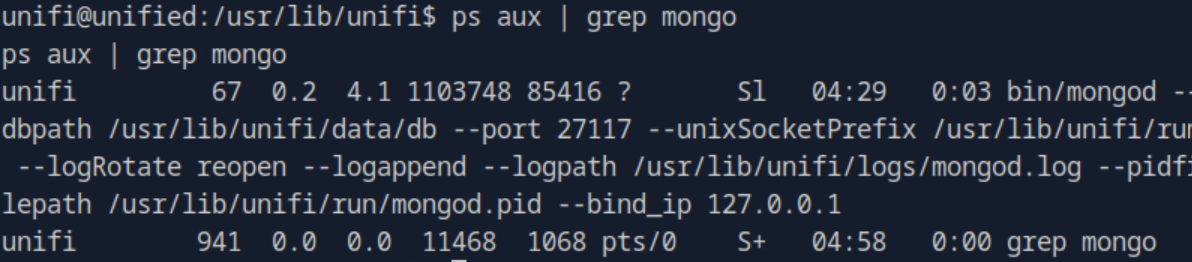 unifi@unified:/usr/lib/unifi$ ps aux | grep mongo
ps aux | grep mongo
unifi         67  0.2  4.1 1103748 85416 ?       Sl   04:29   0:03 bin/mongod --
dbpath /usr/lib/unifi/data/db --port 27117 --unixSocketPrefix /usr/lib/unifi/run
 --logRotate reopen --logappend --logpath /usr/lib/unifi/logs/mongod.log --pidfi
lepath /usr/lib/unifi/run/mongod.pid --bind_ip 127.0.0.1
unifi        941  0.0  0.0  11468  1068 pts/0    S+   04:58   0:00 grep mongo